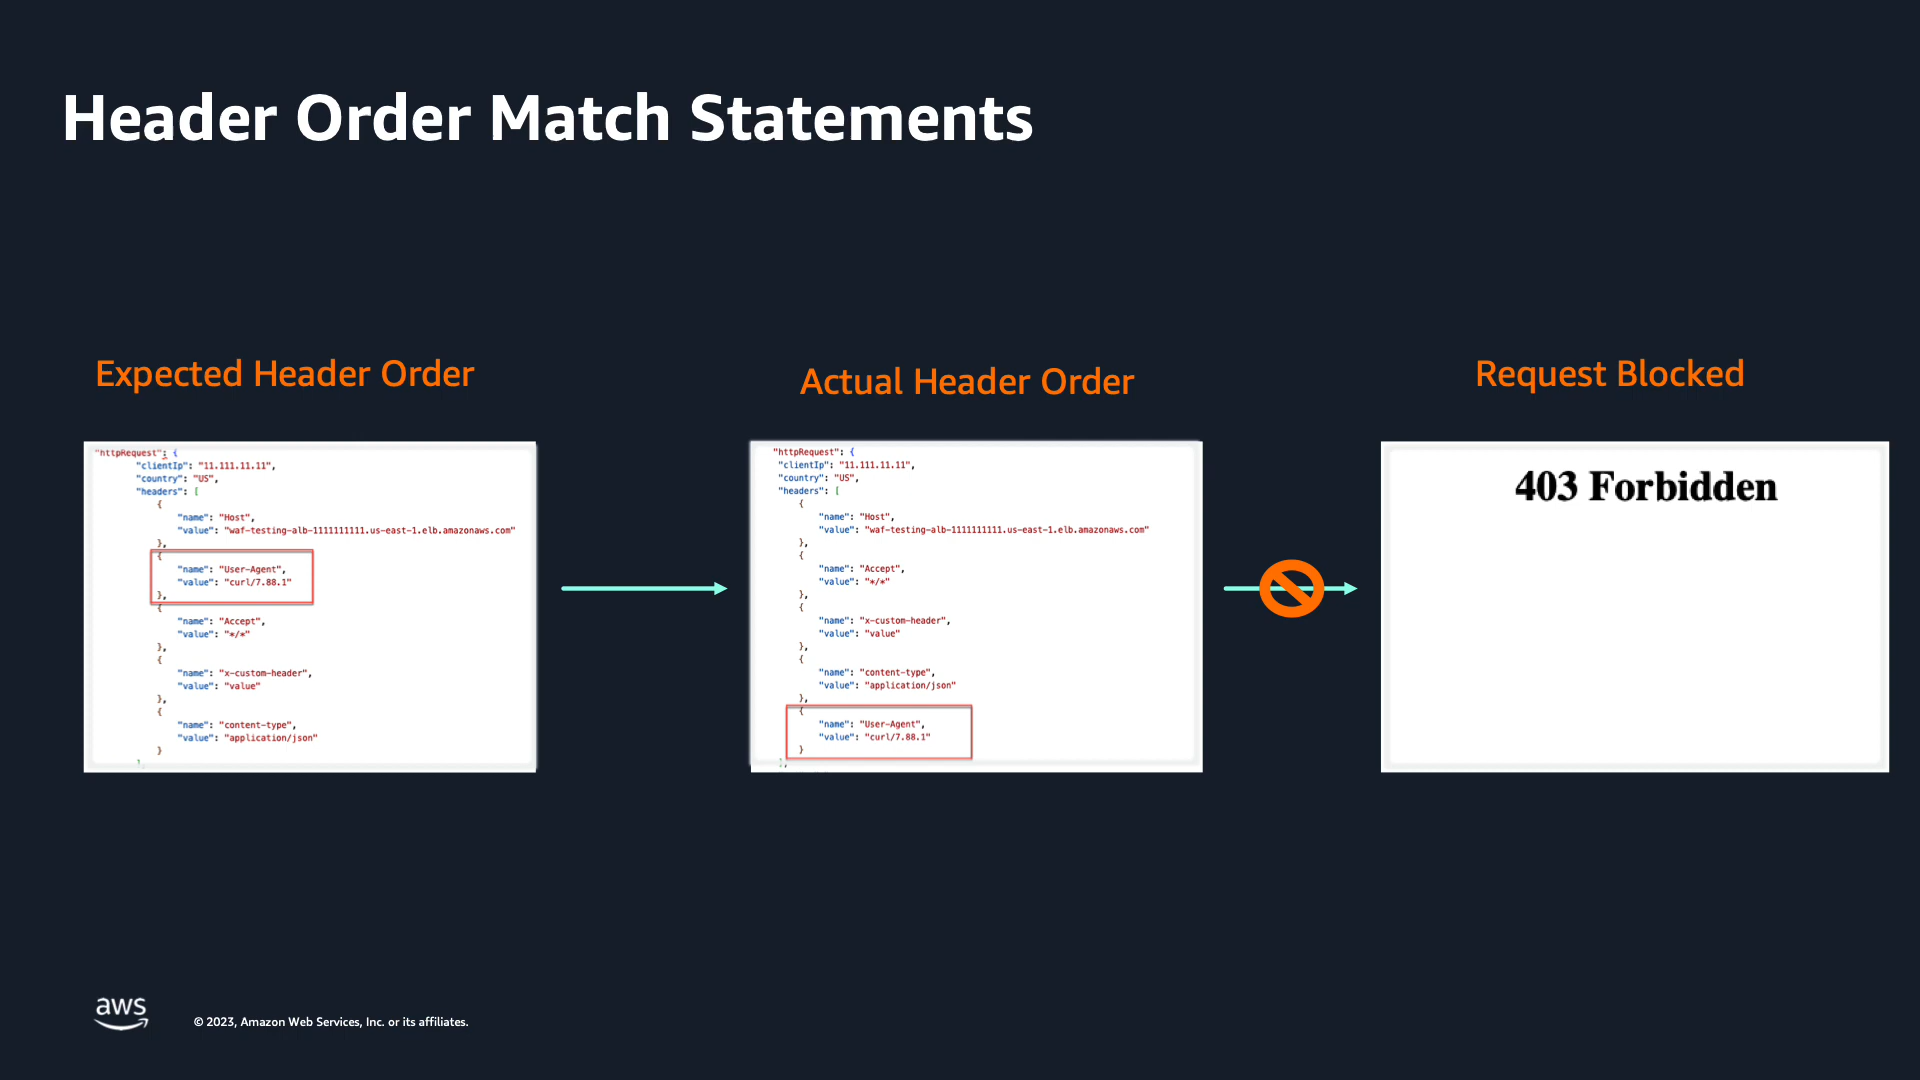 Header Order Match Statements
Expected Header Order
"httpRequest": {
"clientIp": "11.111.11.11",
"country": "US",
"headers": [
{
"name": "Host",
"value": "waf-testing-alb-1111111111.us-east-1.elb.amazonaws.com"
},
{
"name": "User-Agent",
"value": "curl/7.88.1"
},
{
"name": "Accept",
"value": "*/*"
},
{
"name": "x-custom-header",
"value": "value"
},
{
"name": "content-type",
"value": "application/json"
}
],
Actual Header Order
"httpRequest": {
"clientIp": "11.111.11.11",
"country": "US",
"headers": [
{
"name": "Host",
"value": "waf-testing-alb-1111111111.us-east-1.elb.amazonaws.com"
},
{
"name": "Accept",
"value": "*/*"
},
{
"name": "x-custom-header",
"value": "value"
},
{
"name": "content-type",
"value": "application/json"
},
{
"name": "User-Agent",
"value": "curl/7.88.1"
}
],
Request Blocked
403 Forbidden
aws
© 2023, Amazon Web Services, Inc. or its affiliates.